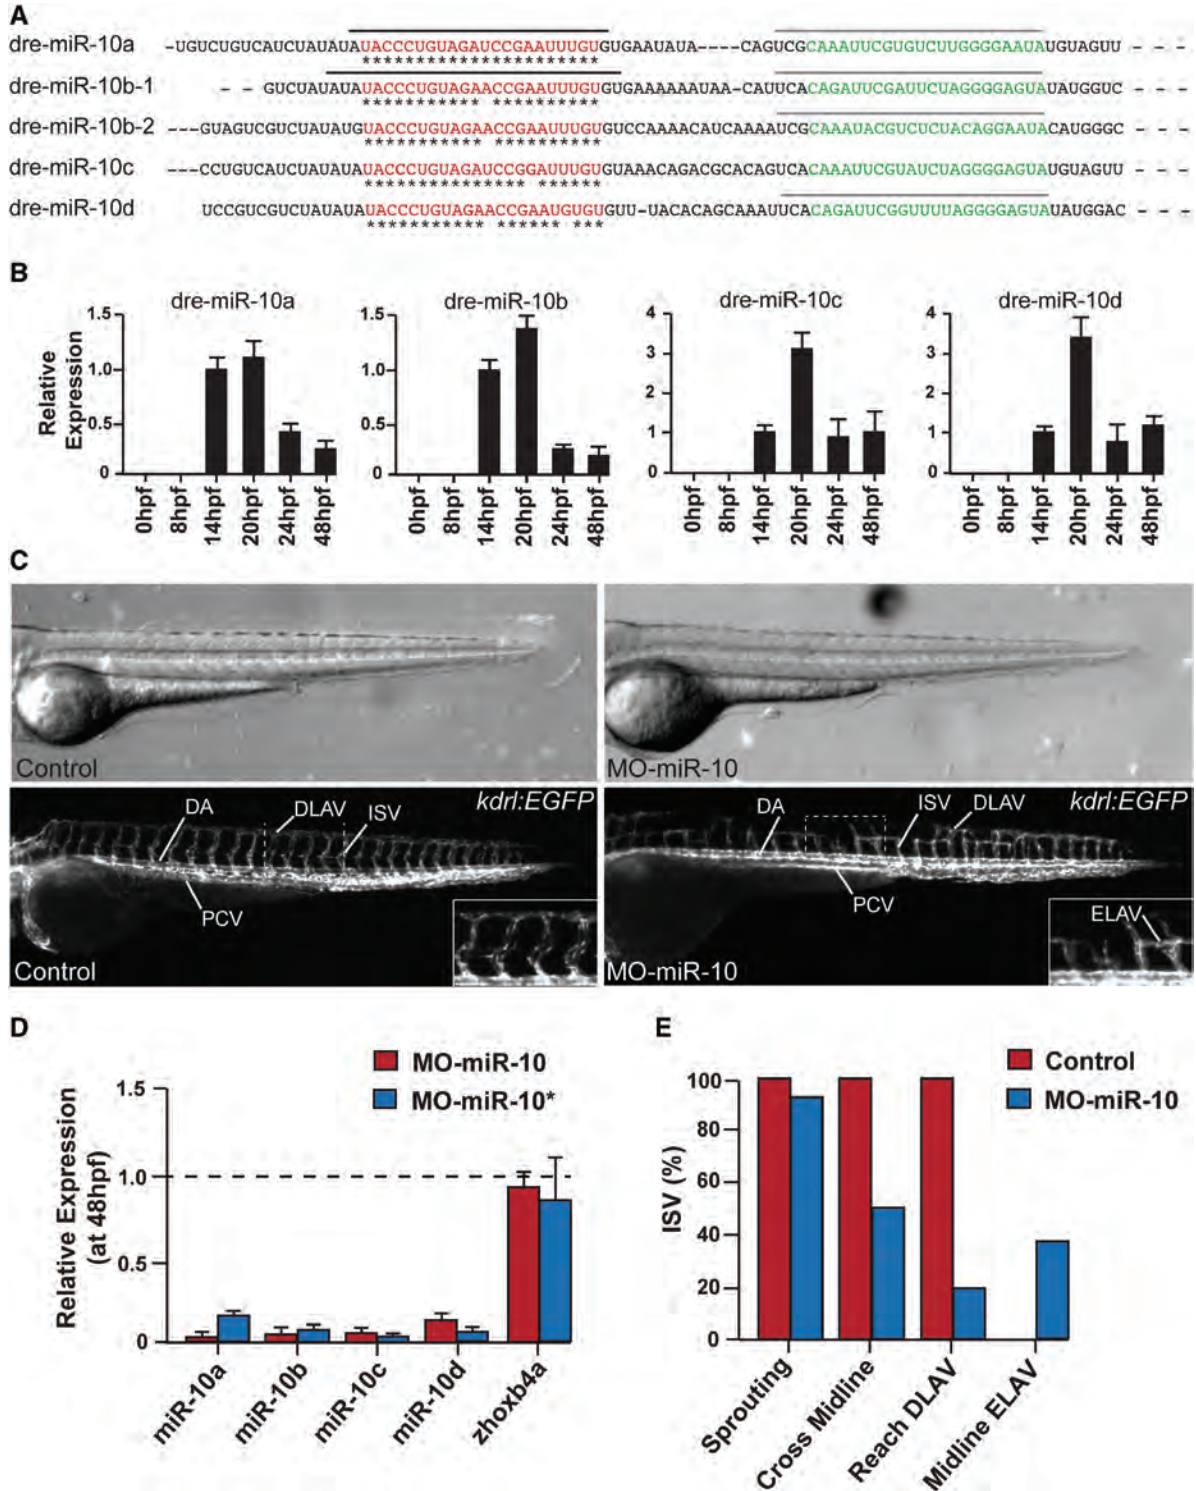 A
dre-miR-10a -UGUCUGUCAUCUAUAUAUACCCUGUAGAUCCGAAUUUGUGUGAAUAUA----CAGUCGCAAAUUCGUGUCUUGGGGAAUAUGUAGUU - - -
**********************
dre-miR-10b-1 - - GUCUAUAUAUACCCUGUAGAACCGAAUUUGUGUGAAAAAAUAA-CAUUCACAGAUUCGAUUCUAGGGGAGUAUAUGGUC - - -
*********** **********
dre-miR-10b-2 ---GUAGUCGUCUAUAUGUACCCUGUAGAACCGAAUUUGUGUCCAAAACAUCAAAAUCGCAAAUACGUCUCUACAGGAAUACAUGGGC - - -
*********** **********
dre-miR-10c ---CCUGUCAUCUAUAUAUACCCUGUAGAUCCGGAUUUGUGUAAACAGACGCACAGUCACAAAUUCGUAUCUAGGGGAGUAUGUAGUU - - -
*************** ******
dre-miR-10d UCCGUCGUCUAUAUAUACCCUGUAGAACCGAAUGUGUGUU-UACACAGCAAAUUCACAGAUUCGGUUUUAGGGGAGUAUAUGGAC - - -
*********** ****** ***
B
dre-miR-10a dre-miR-10b dre-miR-10c dre-miR-10d
Relative Expression
1.5
1.0
0.5
0
0hpf 8hpf 14hpf 20hpf 24hpf 48hpf
1.5
1.0
0.5
0
0hpf 8hpf 14hpf 20hpf 24hpf 48hpf
4
3
2
1
0
0hpf 8hpf 14hpf 20hpf 24hpf 48hpf
4
3
2
1
0
0hpf 8hpf 14hpf 20hpf 24hpf 48hpf
C
Control
MO-miR-10
kdrl:EGFP
DA
DLAV
ISV
PCV
Control
kdrl:EGFP
DA
ISV
DLAV
PCV
ELAV
MO-miR-10
D
MO-miR-10
MO-miR-10*
Relative Expression
(at 48hpf)
1.5
1.0
0.5
0
miR-10a miR-10b miR-10c miR-10d zhoxb4a
E
Control
MO-miR-10
ISV (%)
100
80
60
40
20
0
Sprouting
Cross Midline
Reach DLAV
Midline ELAV